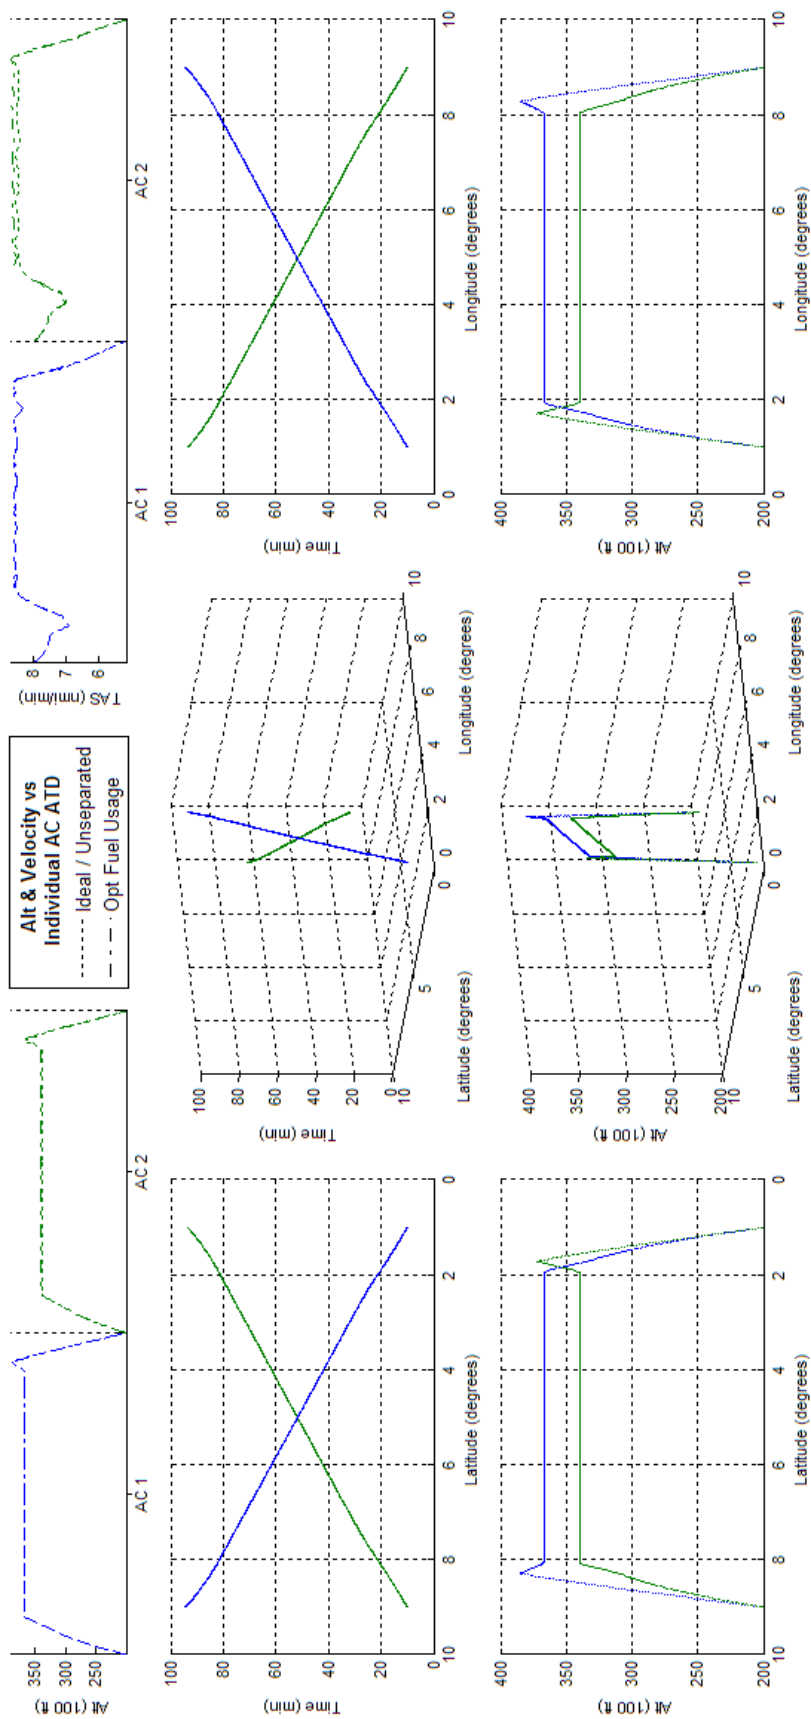 Alt (100 ft)
350
300
250
AC 1
AC 2
Alt & Velocity vs
Individual AC ATD
Ideal / Unseparated
Opt Fuel Usage
TAS (nmi/min)
8
7
6
AC 1
AC 2
Time (min)
100
80
60
40
20
0
10 8 6 4 2 0
Latitude (degrees)
Time (min)
100
80
60
40
20
0
10 5 0
Latitude (degrees)
0 2 4 6 8 10
Longitude (degrees)
Time (min)
100
80
60
40
20
0
0 2 4 6 8 10
Longitude (degrees)
Alt (100 ft)
400
350
300
250
200
10 8 6 4 2 0
Latitude (degrees)
Alt (100 ft)
400
350
300
250
200
10 5 0
Latitude (degrees)
0 2 4 6 8 10
Longitude (degrees)
Alt (100 ft)
400
350
300
250
200
0 2 4 6 8 10
Longitude (degrees)